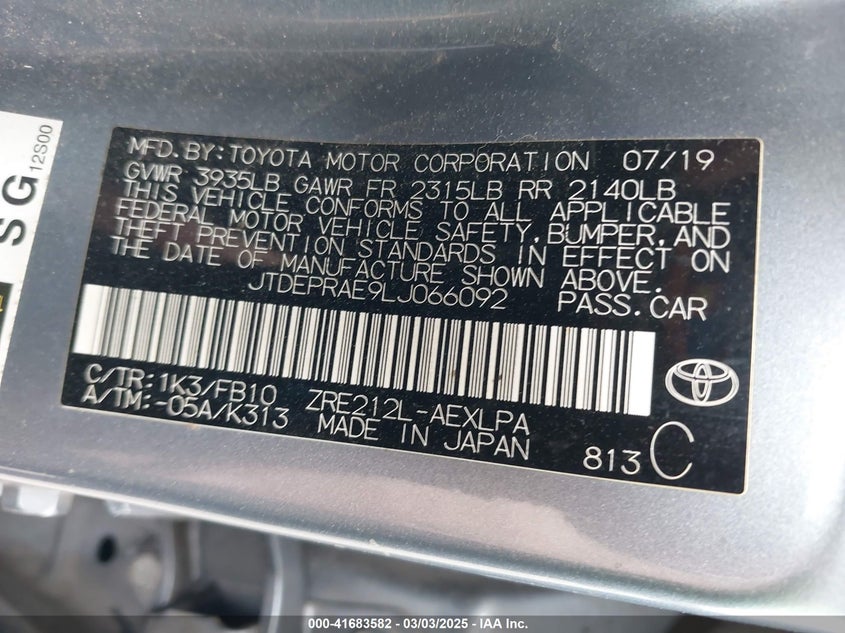 SG
12S00
MFD.BY:TOYOTA MOTOR CORPORATION 07/19
GVWR 3935LB GAWR FR 2315LB RR 2140LB
THIS VEHICLE CONFORMS TO ALL APPLICABLE
FEDERAL MOTOR VEHICLE SAFETY,BUMPER,AND
THEFT PREVENTION STANDARDS IN EFFECT ON
THE DATE OF MANUFACTURE SHOWN ABOVE.
JTDEPRAE9LJ066092 PASS.CAR
C/TR:1K3/FB10 ZRE212L-AEXLPA
A/TM:-05A/K313 MADE IN JAPAN
813 C
000-41683582 - 03/03/2025 - IAA Inc.